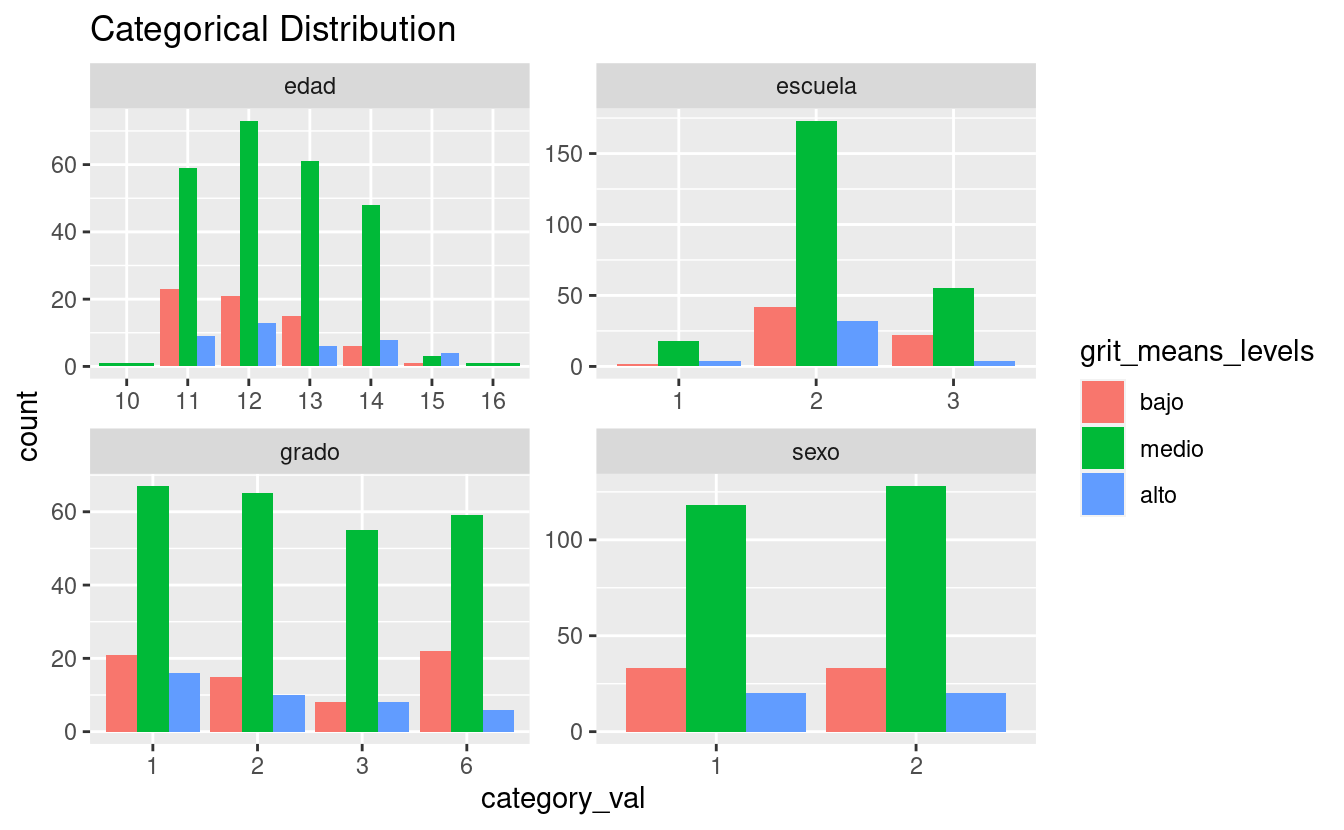 Categorical Distribution
edad
escuela
60
40
20
0
150
100
50
0
10 11 12 13 14 15 16
1 2 3
grado
sexo
60
40
20
0
100
50
0
1 2 3 6
1 2
count
category_val
grit_means_levels
bajo
medio
alto